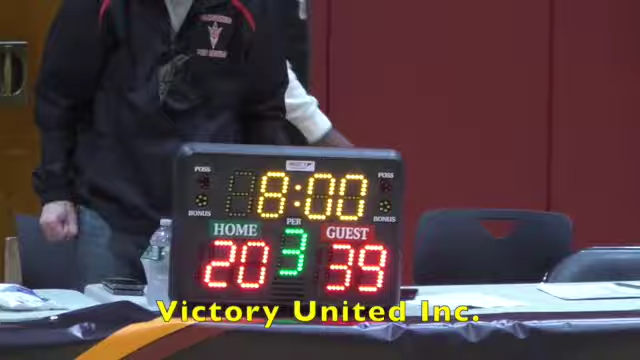 POSS
POSS
8:00
BONUS
PER
BONUS
HOME
GUEST
20
3
39
Victory United Inc.